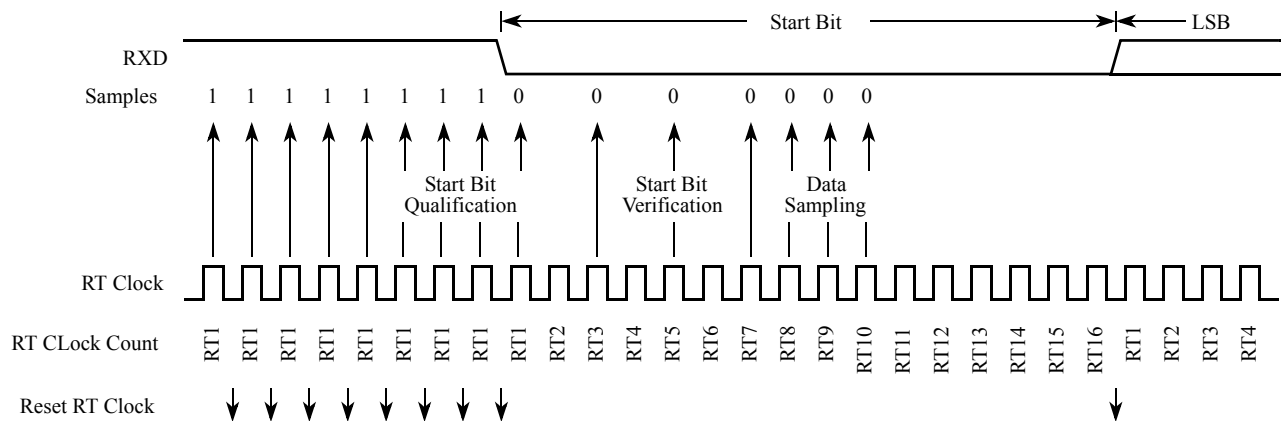 Start Bit LSB
RXD
Samples 1 1 1 1 1 1 1 1 0 0 0 0 0 0 0
Start Bit Qualification
Start Bit Verification
Data Sampling
RT Clock
RT CLock Count RT1 RT1 RT1 RT1 RT1 RT1 RT1 RT1 RT1 RT2 RT3 RT4 RT5 RT6 RT7 RT8 RT9 RT10 RT11 RT12 RT13 RT14 RT15 RT16 RT1 RT2 RT3 RT4
Reset RT Clock